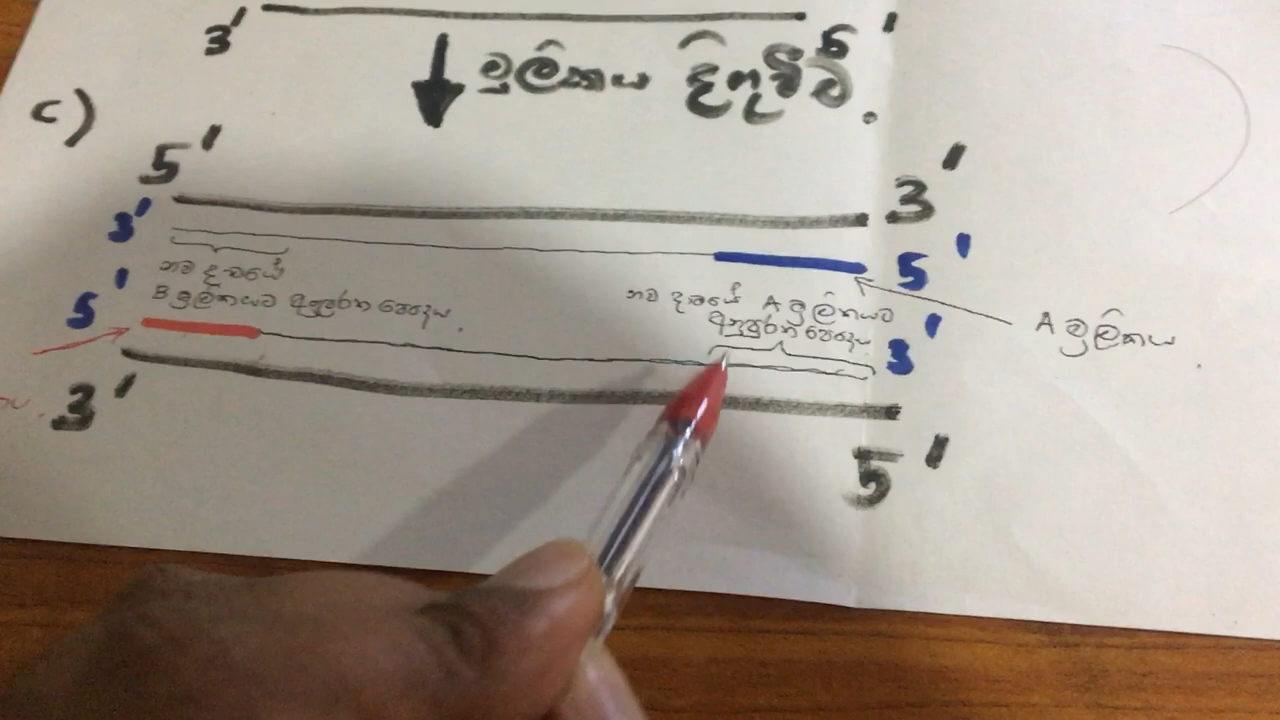 3' 5'
මූලිකය දිගුවීම.
c)
5' 3'
3' 5'
නව දාමයේ
B මූලිකයට අනුපූරක පෙදෙස.
නව දාමයේ A මූලිකයට
අනුපූරක පෙදෙස
A මූලිකය
5' 3'
3' 5'